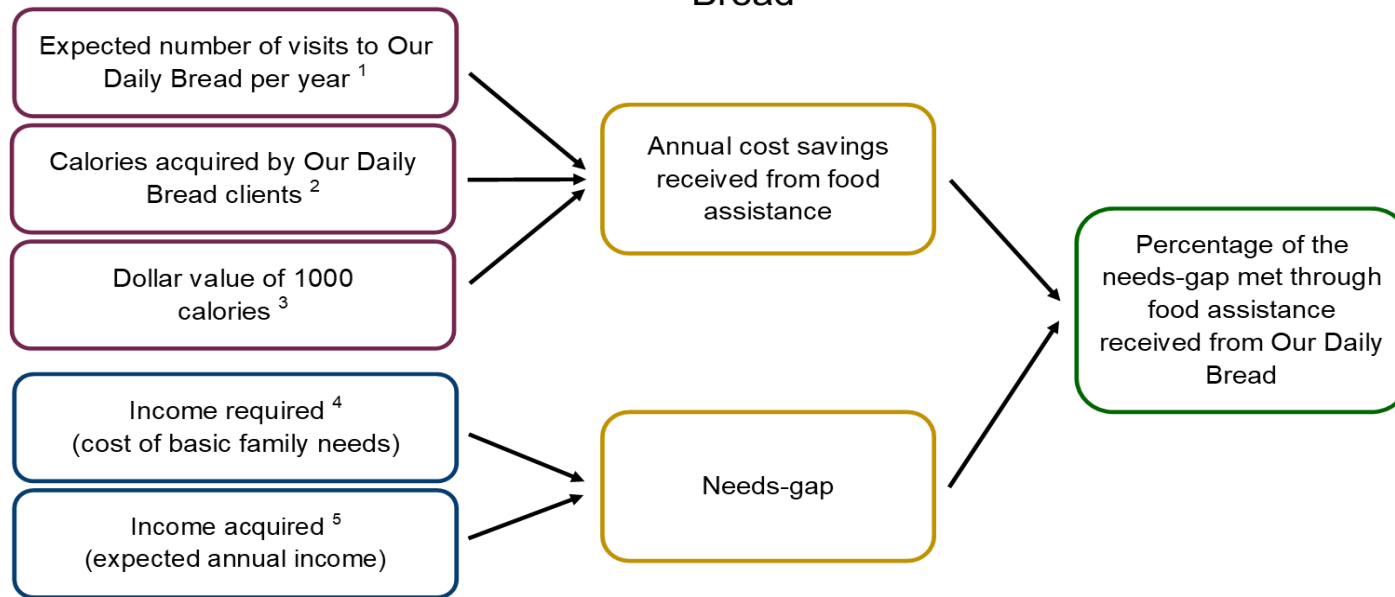 Bread
Expected number of visits to Our
Daily Bread per year ¹
Calories acquired by Our Daily
Bread clients ²
Dollar value of 1000
calories ³
Income required ⁴
(cost of basic family needs)
Income acquired ⁵
(expected annual income)
Annual cost savings
received from food
assistance
Needs-gap
Percentage of the
needs-gap met through
food assistance
received from Our Daily
Bread